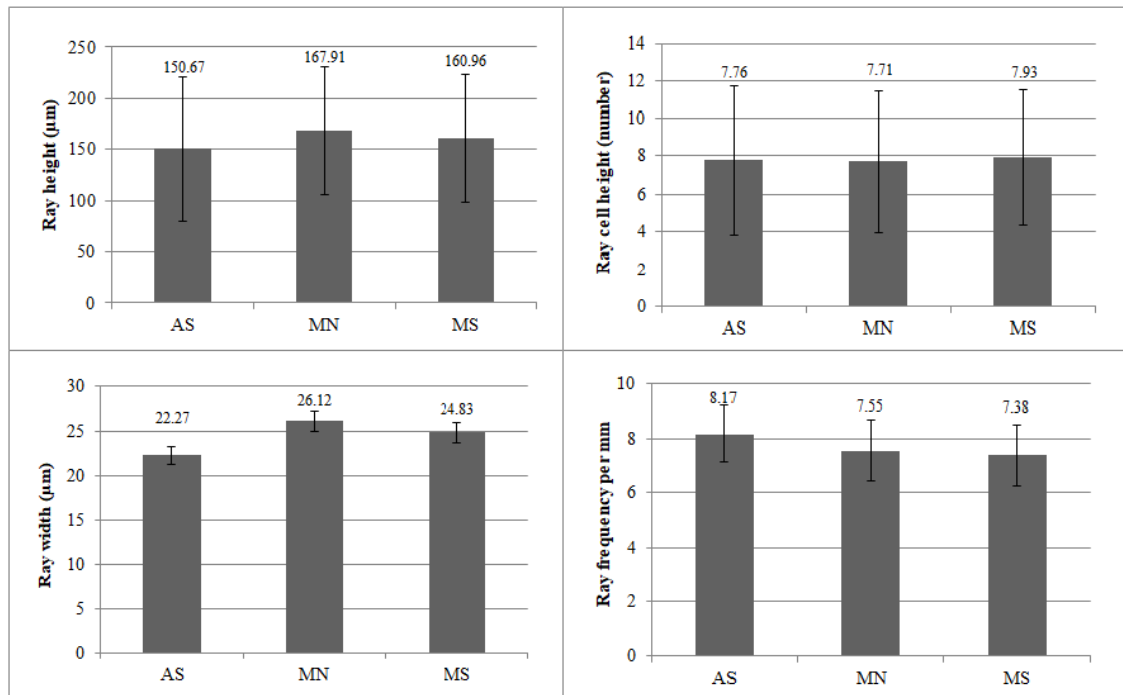 Ray height (µm)
250
200
150
100
50
0
150.67
167.91
160.96
AS
MN
MS
Ray cell height (number)
14
12
10
8
6
4
2
0
7.76
7.71
7.93
AS
MN
MS
Ray width (µm)
30
25
20
15
10
5
0
22.27
26.12
24.83
AS
MN
MS
Ray frequency per mm
10
8
6
4
2
0
8.17
7.55
7.38
AS
MN
MS